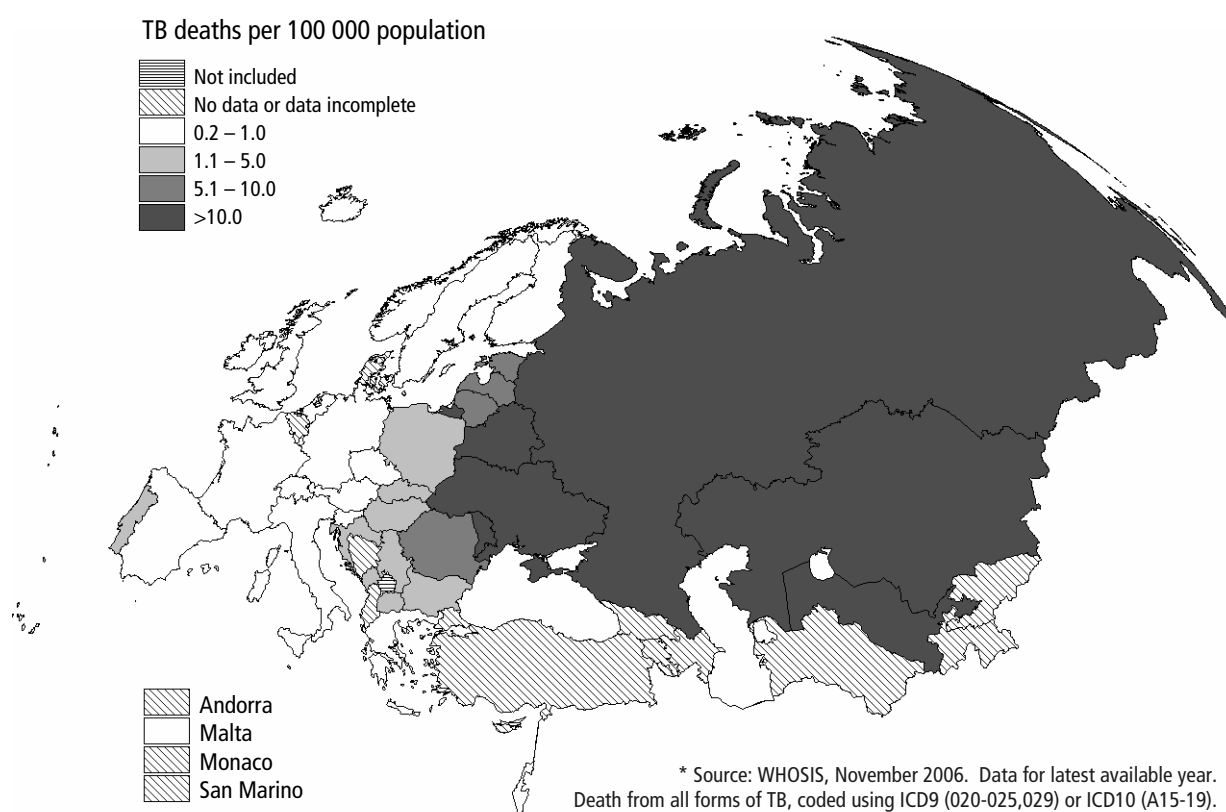 TB deaths per 100 000 population
Not included
No data or data incomplete
0.2 – 1.0
1.1 – 5.0
5.1 – 10.0
>10.0
Andorra
Malta
Monaco
San Marino
* Source: WHOSIS, November 2006. Data for latest available year.
Death from all forms of TB, coded using ICD9 (020-025,029) or ICD10 (A15-19).